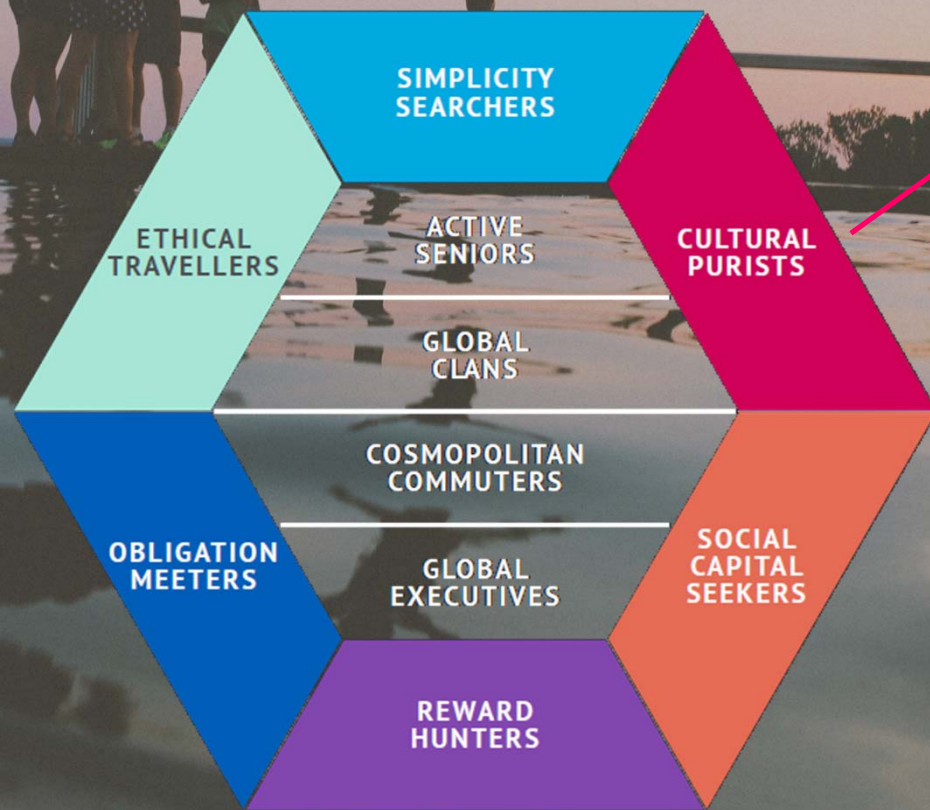 SIMPLICITY
SEARCHERS
ETHICAL
TRAVELLERS
ACTIVE
SENIORS
CULTURAL
PURISTS
GLOBAL
CLANS
COSMOPOLITAN
COMMUTERS
OBLIGATION
MEETERS
GLOBAL
EXECUTIVES
SOCIAL
CAPITAL
SEEKERS
REWARD
HUNTERS